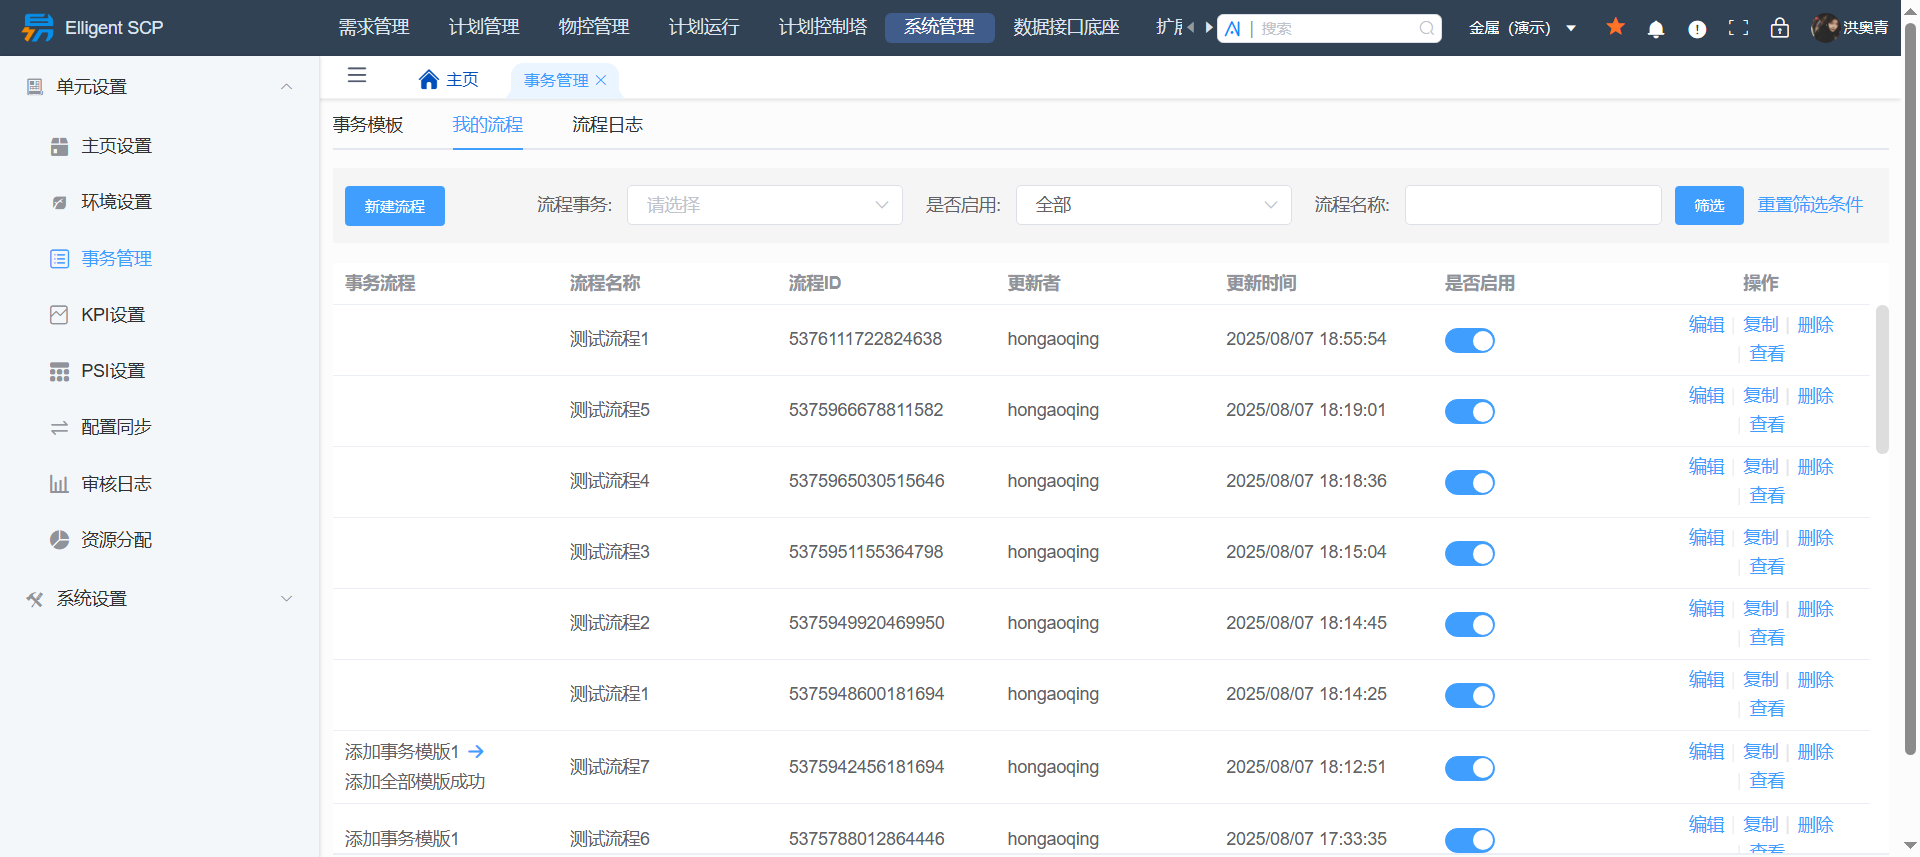 Elligent SCP
需求管理 计划管理 物控管理 计划运行 计划控制塔 系统管理 数据接口底座 扩展 AI | 搜索 金属（演示） 洪奥青
单元设置
主页设置
环境设置
事务管理
KPI设置
PSI设置
配置同步
审核日志
资源分配
系统设置
主页 事务管理
事务模板 我的流程 流程日志
新建流程 流程事务: 请选择 是否启用: 全部 流程名称: 筛选 重置筛选条件
事务流程 流程名称 流程ID 更新者 更新时间 是否启用 操作
测试流程1 5376111722824638 hongaoqing 2025/08/07 18:55:54 编辑 | 复制 | 删除
| 查看
测试流程5 5375966678811582 hongaoqing 2025/08/07 18:19:01 编辑 | 复制 | 删除
| 查看
测试流程4 5375965030515646 hongaoqing 2025/08/07 18:18:36 编辑 | 复制 | 删除
| 查看
测试流程3 5375951155364798 hongaoqing 2025/08/07 18:15:04 编辑 | 复制 | 删除
| 查看
测试流程2 5375949920469950 hongaoqing 2025/08/07 18:14:45 编辑 | 复制 | 删除
| 查看
测试流程1 5375948600181694 hongaoqing 2025/08/07 18:14:25 编辑 | 复制 | 删除
| 查看
添加事务模版1 → 添加全部模版成功 测试流程7 5375942456181694 hongaoqing 2025/08/07 18:12:51 编辑 | 复制 | 删除
| 查看
添加事务模版1 测试流程6 5375788012864446 hongaoqing 2025/08/07 17:33:35 编辑 | 复制 | 删除
| 查看